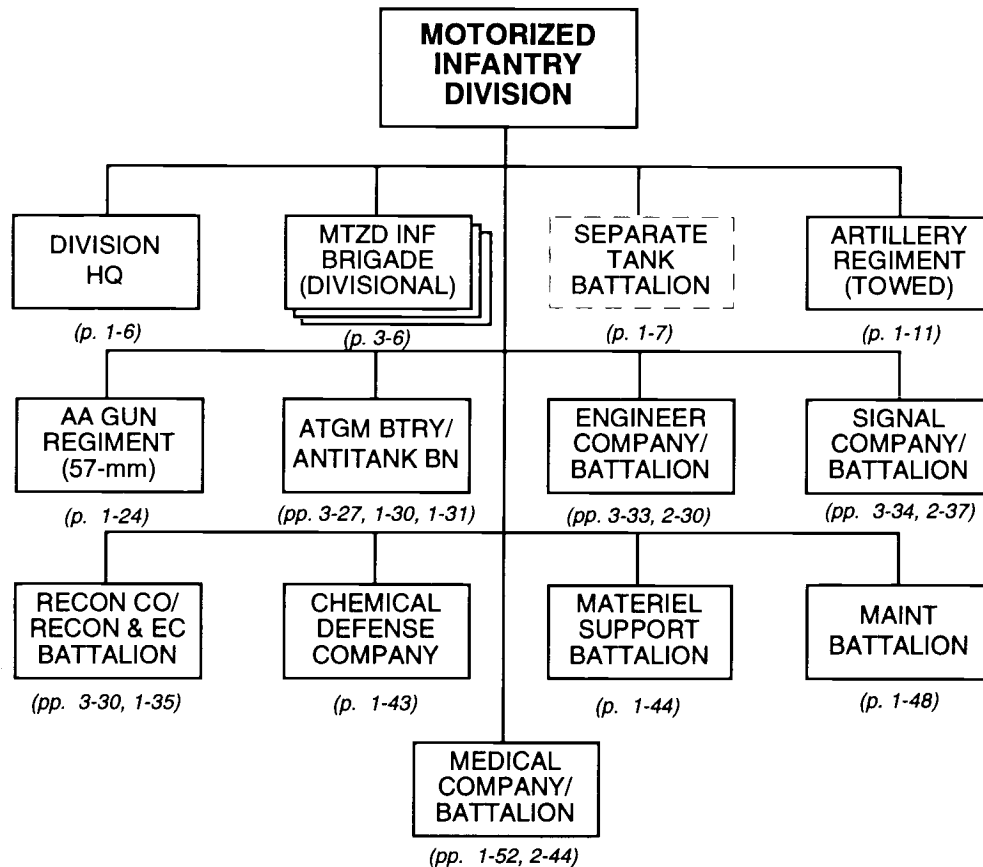 MOTORIZED
INFANTRY
DIVISION
DIVISION
HQ
(p. 1-6)
MTZD INF
BRIGADE
(DIVISIONAL)
(p. 3-6)
SEPARATE
TANK
BATTALION
(p. 1-7)
ARTILLERY
REGIMENT
(TOWED)
(p. 1-11)
AA GUN
REGIMENT
(57-mm)
(p. 1-24)
ATGM BTRY/
ANTITANK BN
(pp. 3-27, 1-30, 1-31)
ENGINEER
COMPANY/
BATTALION
(pp. 3-33, 2-30)
SIGNAL
COMPANY/
BATTALION
(pp. 3-34, 2-37)
RECON CO/
RECON & EC
BATTALION
(pp. 3-30, 1-35)
CHEMICAL
DEFENSE
COMPANY
(p. 1-43)
MATERIEL
SUPPORT
BATTALION
(p. 1-44)
MAINT
BATTALION
(p. 1-48)
MEDICAL
COMPANY/
BATTALION
(pp. 1-52, 2-44)